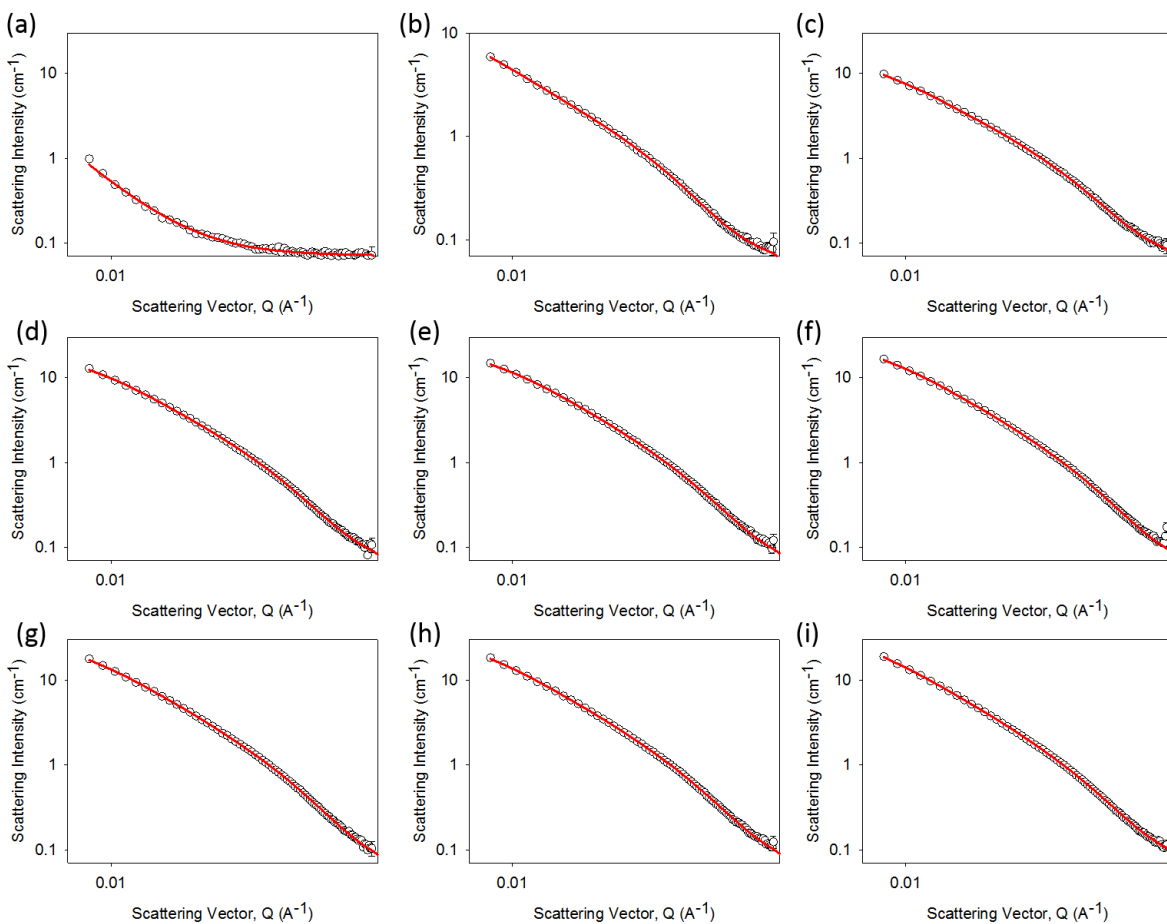 (a)
Scattering Intensity (cm-1)
10
1
0.1
0.01
Scattering Vector, Q (A-1)
(b)
Scattering Intensity (cm-1)
10
1
0.1
0.01
Scattering Vector, Q (A-1)
(c)
Scattering Intensity (cm-1)
10
1
0.1
0.01
Scattering Vector, Q (A-1)
(d)
Scattering Intensity (cm-1)
10
1
0.1
0.01
Scattering Vector, Q (A-1)
(e)
Scattering Intensity (cm-1)
10
1
0.1
0.01
Scattering Vector, Q (A-1)
(f)
Scattering Intensity (cm-1)
10
1
0.1
0.01
Scattering Vector, Q (A-1)
(g)
Scattering Intensity (cm-1)
10
1
0.1
0.01
Scattering Vector, Q (A-1)
(h)
Scattering Intensity (cm-1)
10
1
0.1
0.01
Scattering Vector, Q (A-1)
(i)
Scattering Intensity (cm-1)
10
1
0.1
0.01
Scattering Vector, Q (A-1)